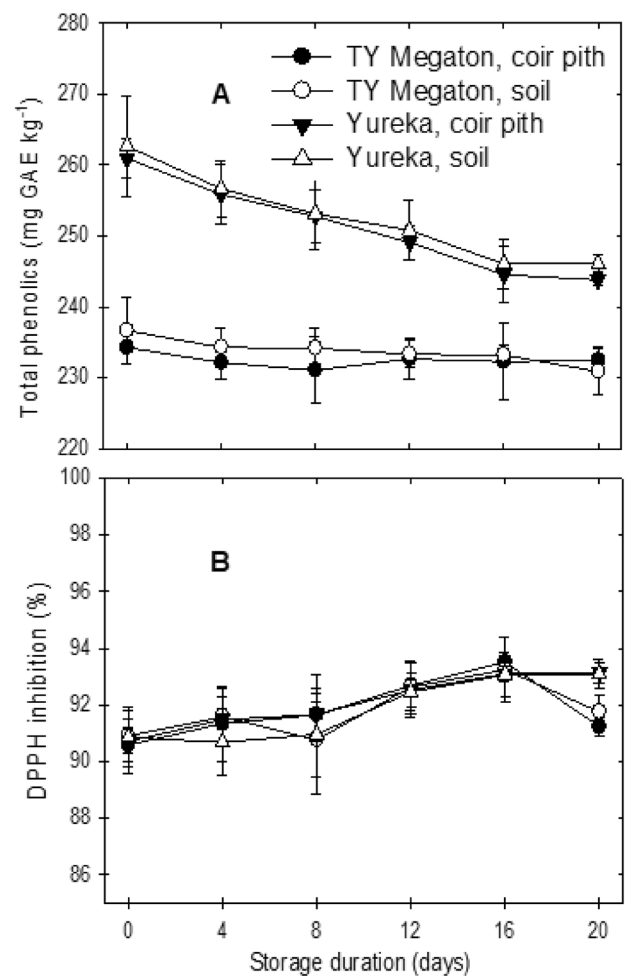 280
270
260
250
240
230
220
Total phenolics (mg GAE kg⁻¹)
A
TY Megaton, coir pith
TY Megaton, soil
Yureka, coir pith
Yureka, soil
100
98
96
94
92
90
88
86
DPPH inhibition (%)
B
0 4 8 12 16 20
Storage duration (days)